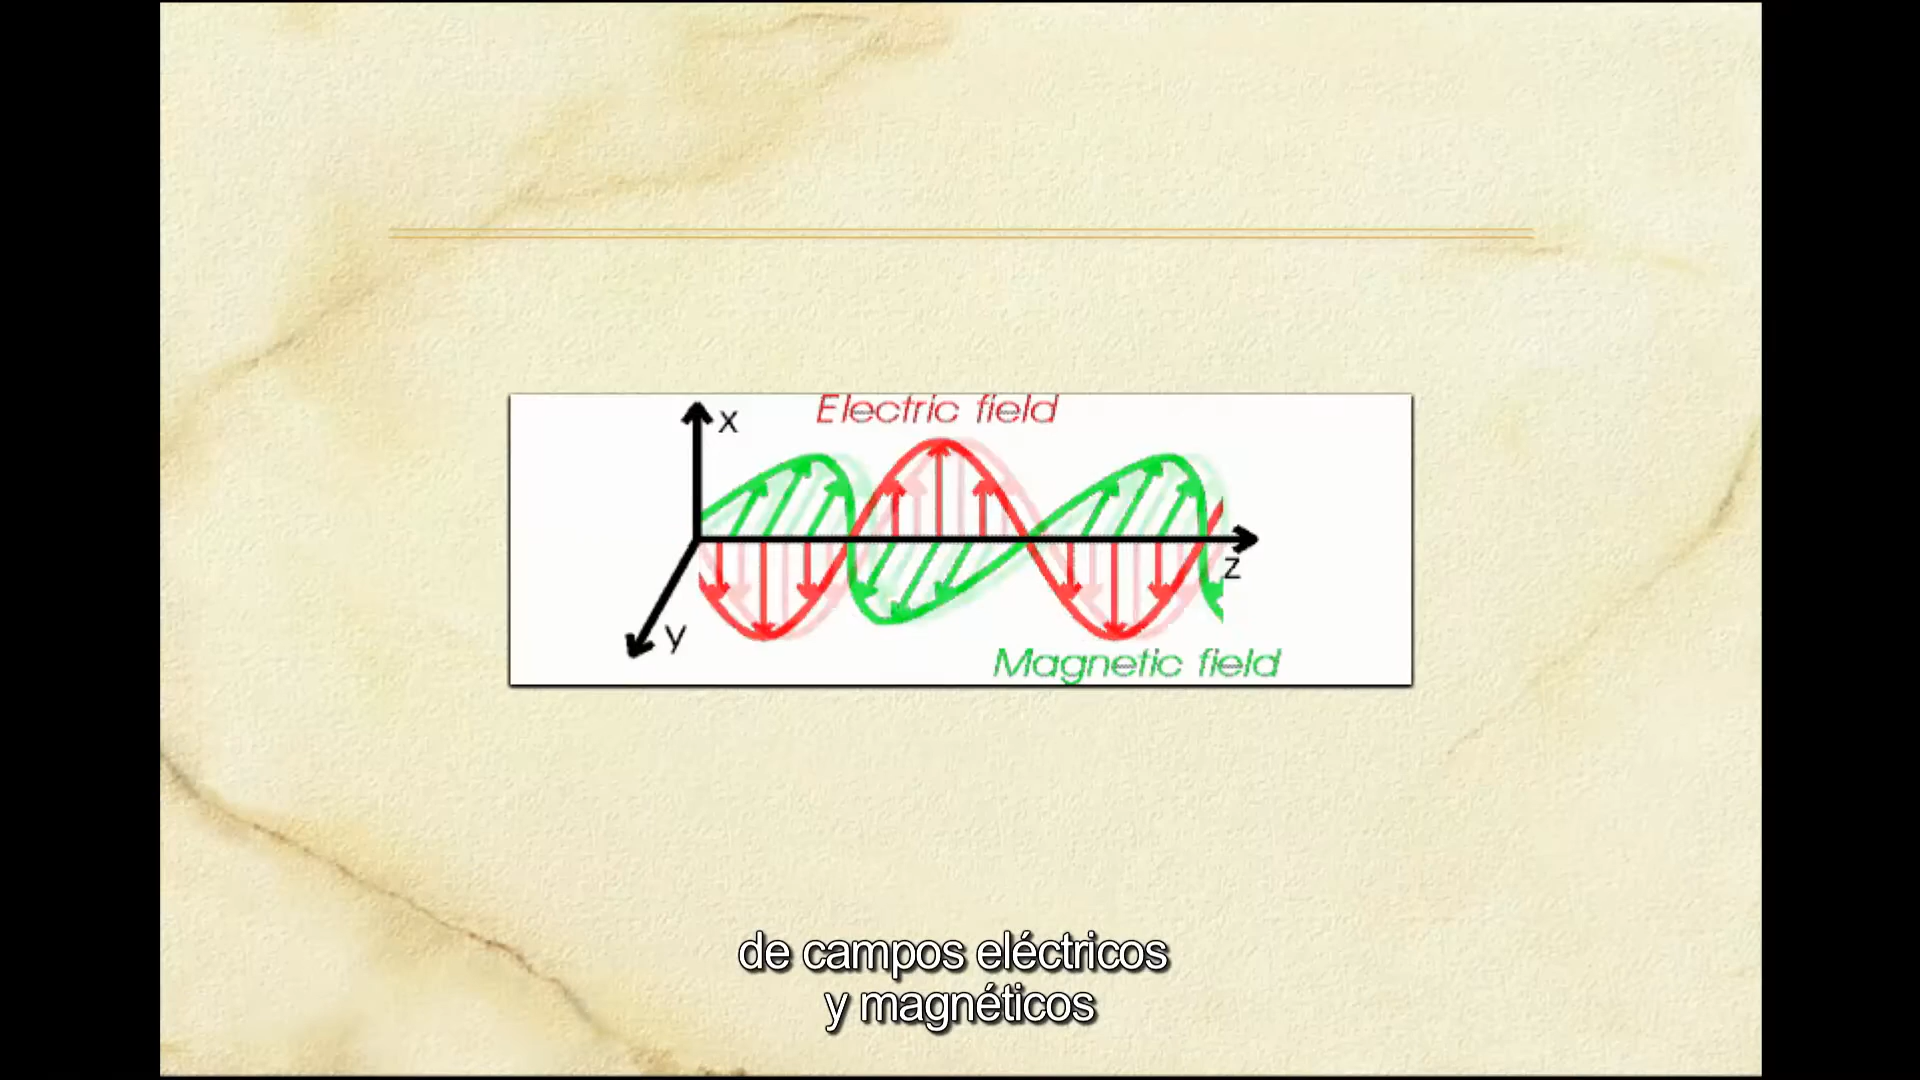 Electric field
x
z
y
Magnetic field
de campos eléctricos
y magnéticos